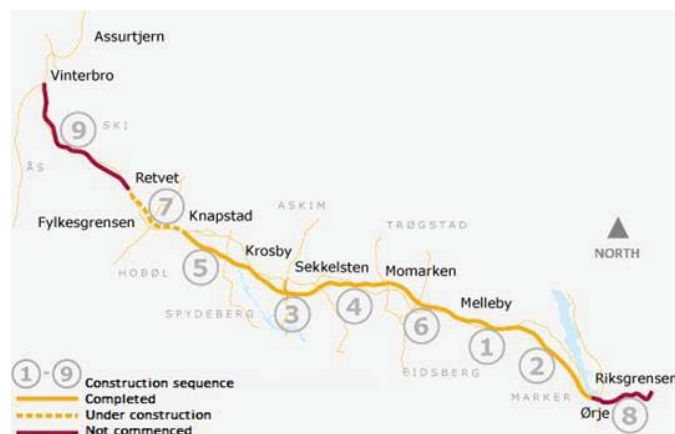 Assurtjern
Vinterbro
9
SKI
ÅS
Retvet
7
Fylkesgrensen
Knapstad
ASKIM
TRØGSTAD
Krosby
HOBØL
5
Sekkelsten
Momarken
NORTH
SPYDEBERG
3
4
6
Melleby
1
EIDSBERG
2
Riksgrensen
MARKER
Ørje
8
1 - 9 Construction sequence
Completed
Under construction
Not commenced